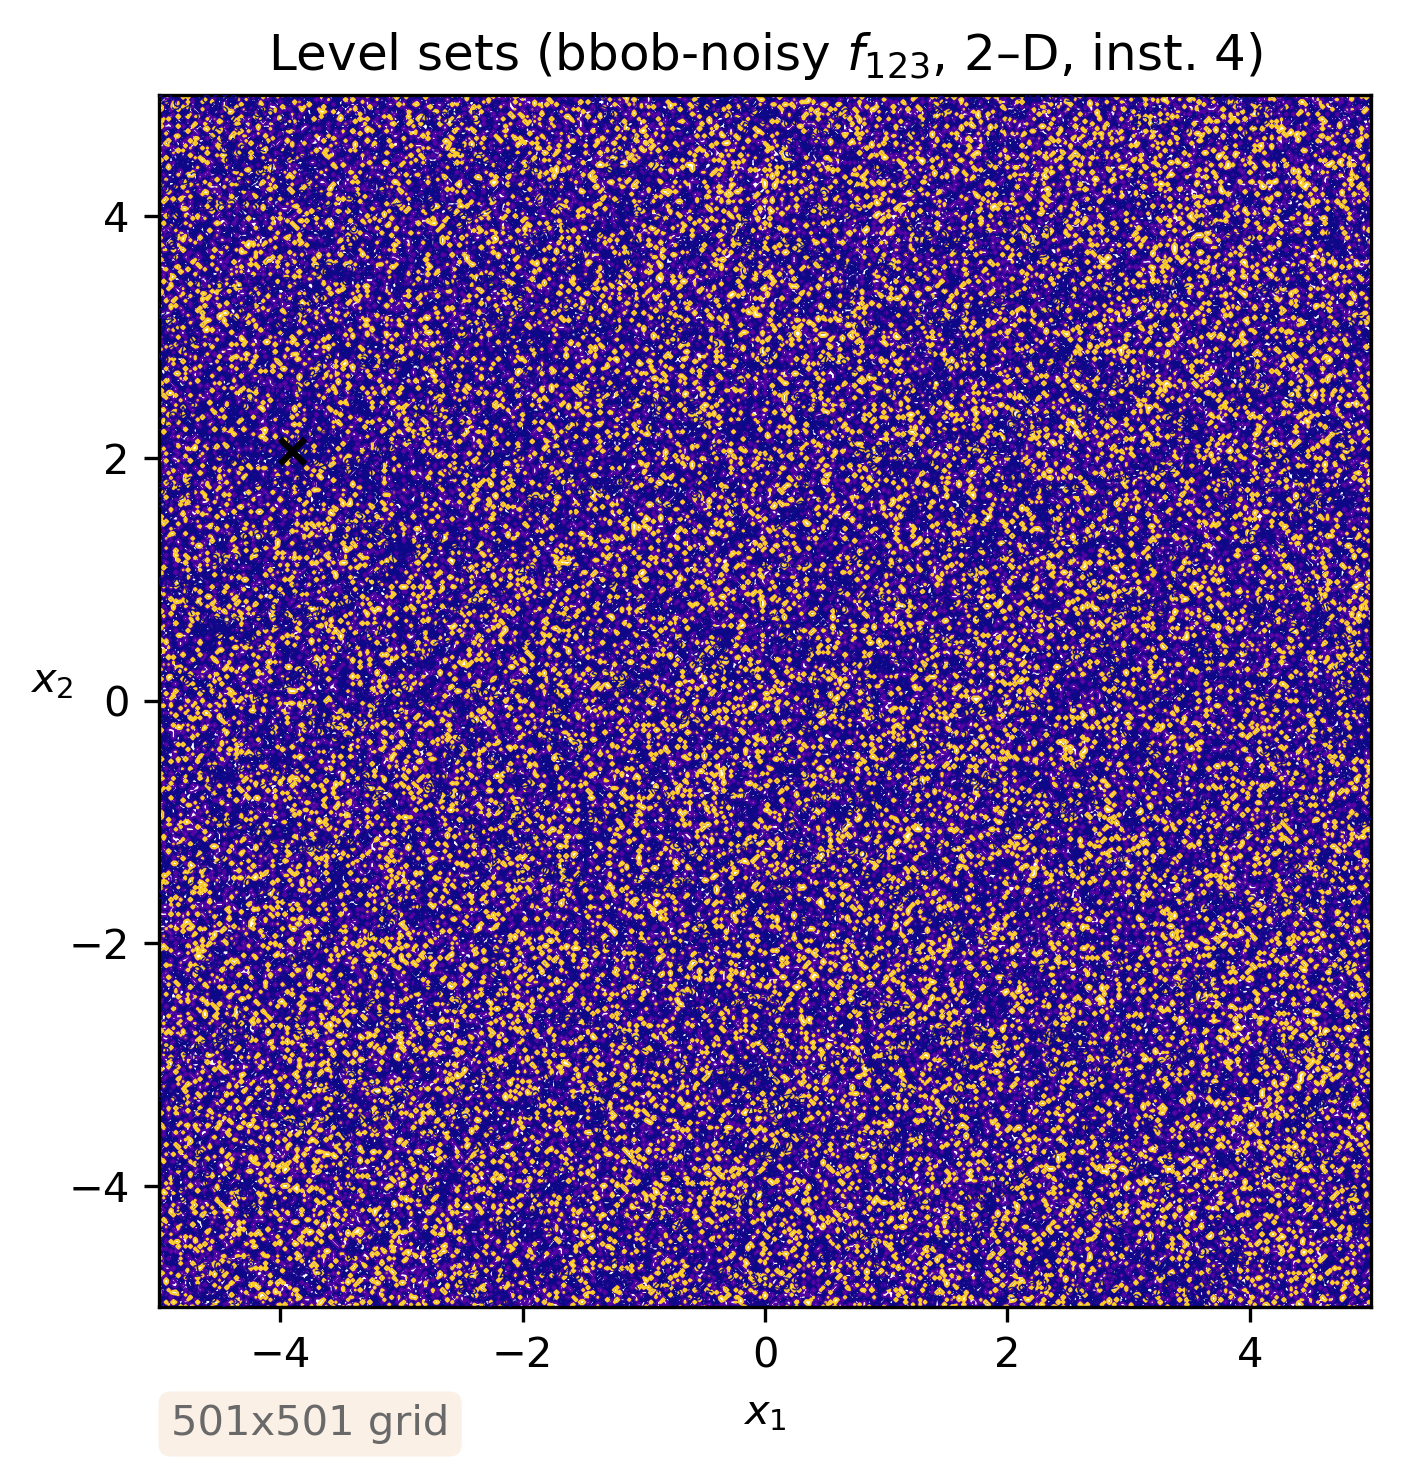 Level sets (bbob-noisy f₁₂₃, 2–D, inst. 4)
4
2
0
−2
−4
x₂
−4 −2 0 2 4
x₁
501x501 grid